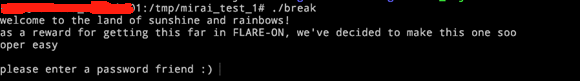 01:/tmp/mirai_test_1# ./break
welcome to the land of sunshine and rainbows!
as a reward for getting this far in FLARE-ON, we've decided to make this one soo
oper easy
please enter a password friend :)